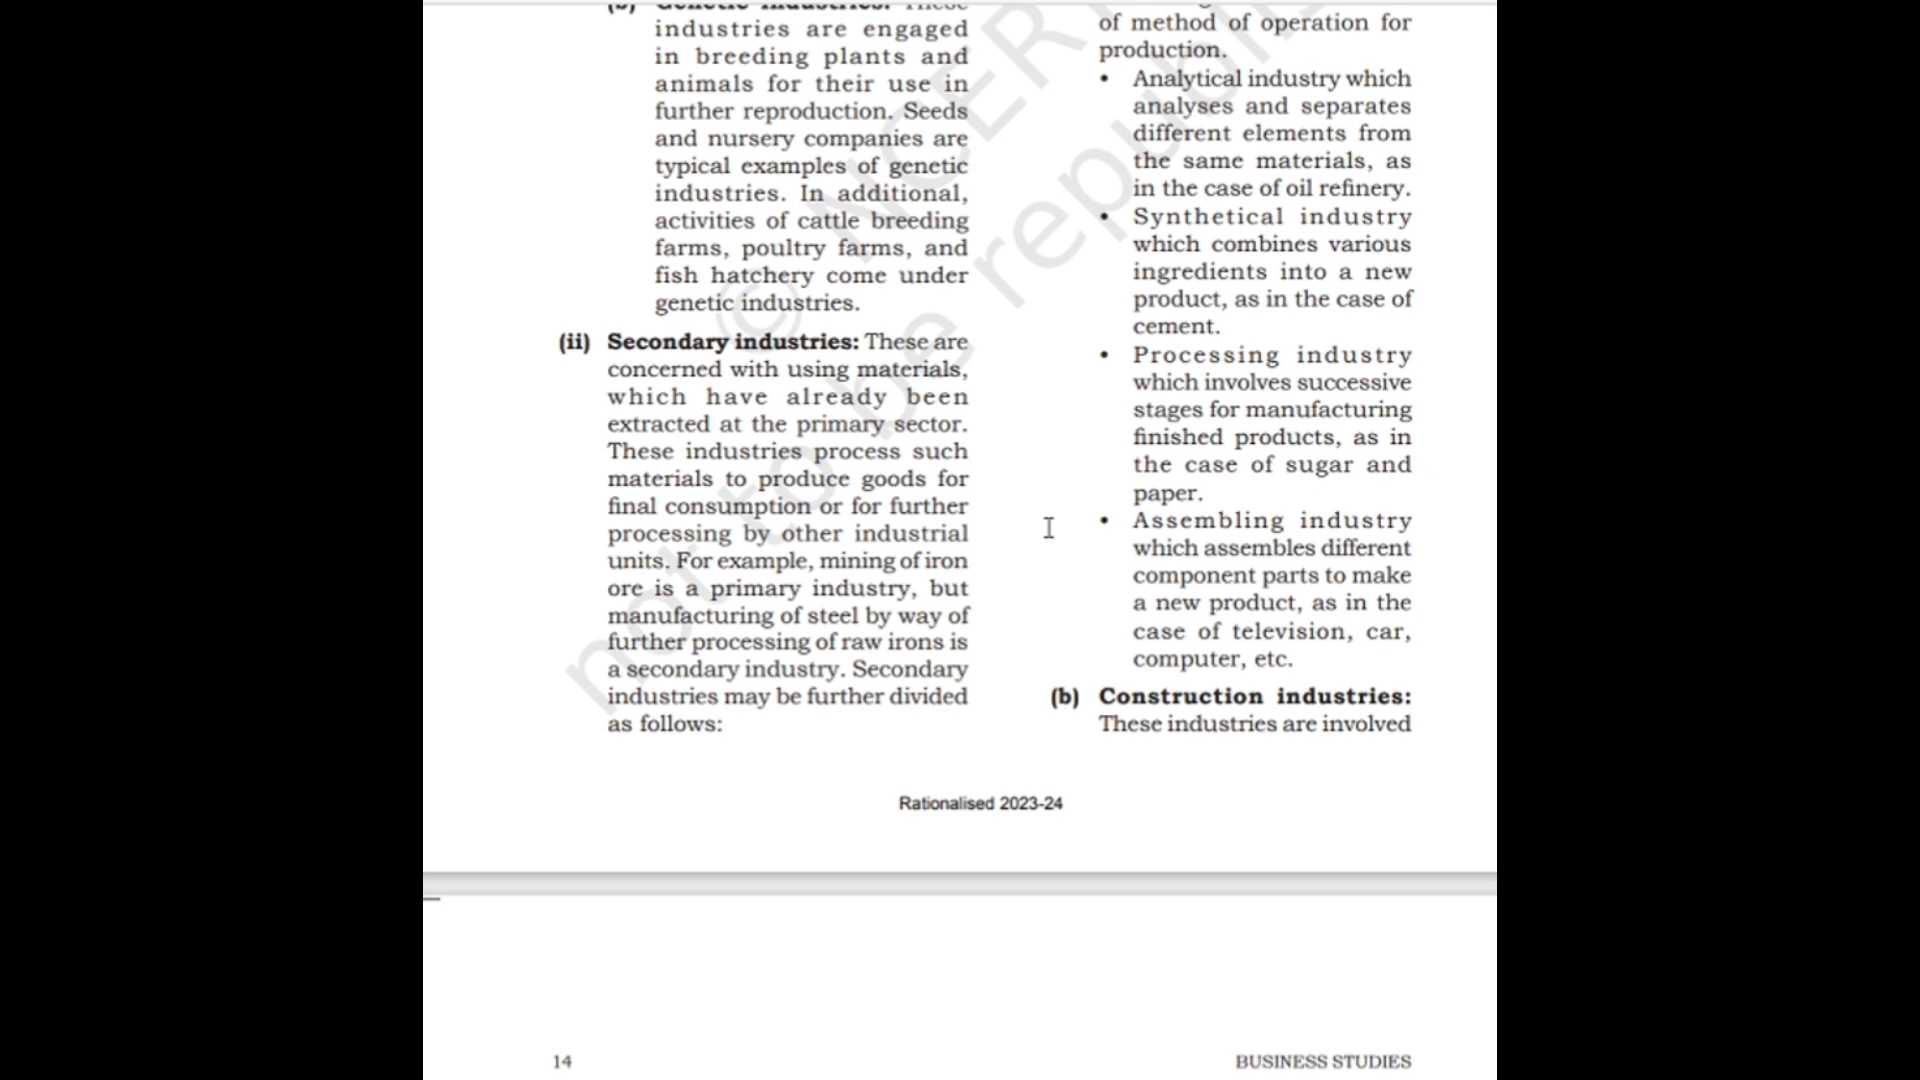 (b) Genetic industries: These
industries are engaged
in breeding plants and
animals for their use in
further reproduction. Seeds
and nursery companies are
typical examples of genetic
industries. In additional,
activities of cattle breeding
farms, poultry farms, and
fish hatchery come under
genetic industries.
(ii) Secondary industries: These are
concerned with using materials,
which have already been
extracted at the primary sector.
These industries process such
materials to produce goods for
final consumption or for further
processing by other industrial
units. For example, mining of iron
ore is a primary industry, but
manufacturing of steel by way of
further processing of raw irons is
a secondary industry. Secondary
industries may be further divided
as follows:
of method of operation for
production.
• Analytical industry which
analyses and separates
different elements from
the same materials, as
in the case of oil refinery.
• Synthetical industry
which combines various
ingredients into a new
product, as in the case of
cement.
• Processing industry
which involves successive
stages for manufacturing
finished products, as in
the case of sugar and
paper.
• Assembling industry
which assembles different
component parts to make
a new product, as in the
case of television, car,
computer, etc.
(b) Construction industries:
These industries are involved
© NCERT
not to be republis
Rationalised 2023-24
14
BUSINESS STUDIES